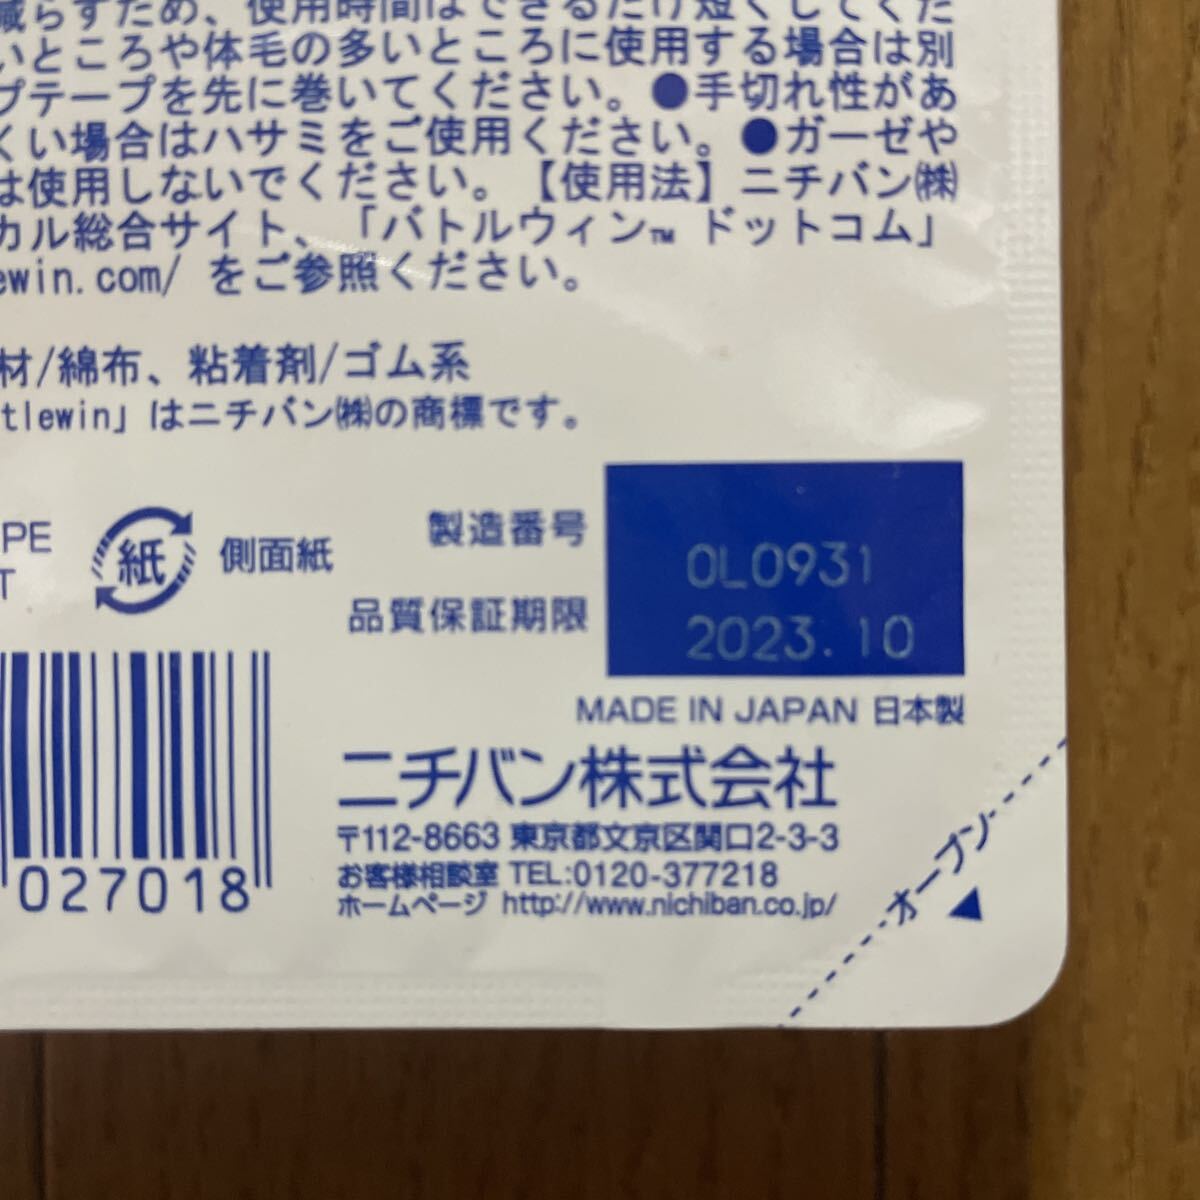 減らすため、使用時間はできるだけ短くしてくだ
いところや体毛の多いところに使用する場合は別
プテープを先に巻いてください。●手切れ性があ
くい場合はハサミをご使用ください。●ガーゼや
は使用しないでください。【使用法】ニチバン㈱
カル総合サイト、「バトルウィン™ ドットコム」
ewin.com/ をご参照ください。
材/綿布、粘着剤/ゴム系
tlewin」はニチバン㈱の商標です。
PE
T
紙 側面紙
製造番号 0L0931
品質保証期限 2023.10
MADE IN JAPAN 日本製
ニチバン株式会社
〒112-8663 東京都文京区関口2-3-3
お客様相談室 TEL:0120-377218
ホームページ http://www.nichiban.co.jp/
027018
オープン